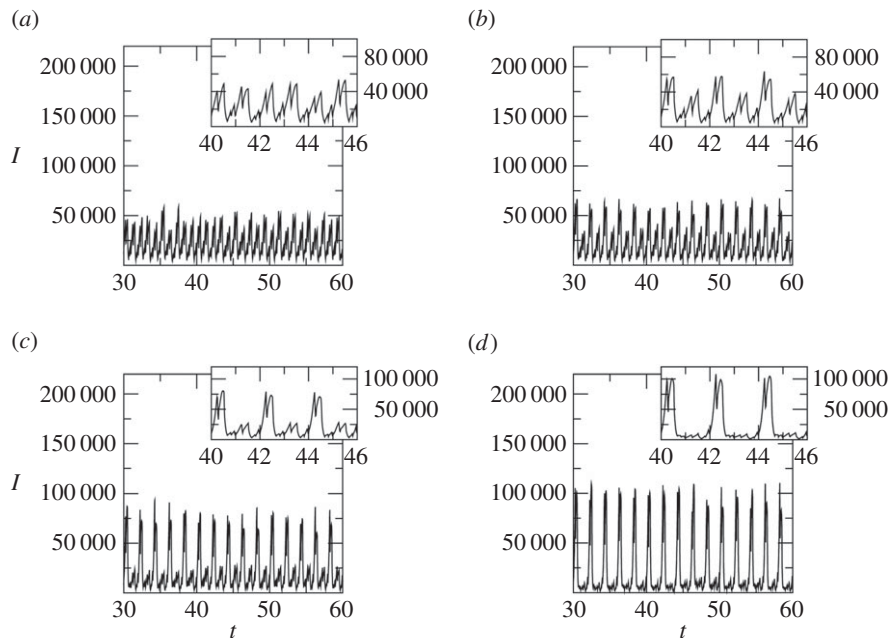 (a) (b)
80 000 80 000
200 000 40 000 200 000 40 000
150 000 150 000
40 42 44 46 40 42 44 46
I 100 000 100 000
50 000 50 000
30 40 50 60 30 40 50 60
(c) (d)
100 000 100 000
200 000 50 000 200 000 50 000
150 000 40 42 44 46 150 000 40 42 44 46
I 100 000 100 000
50 000 50 000
30 40 50 60 30 40 50 60
t t